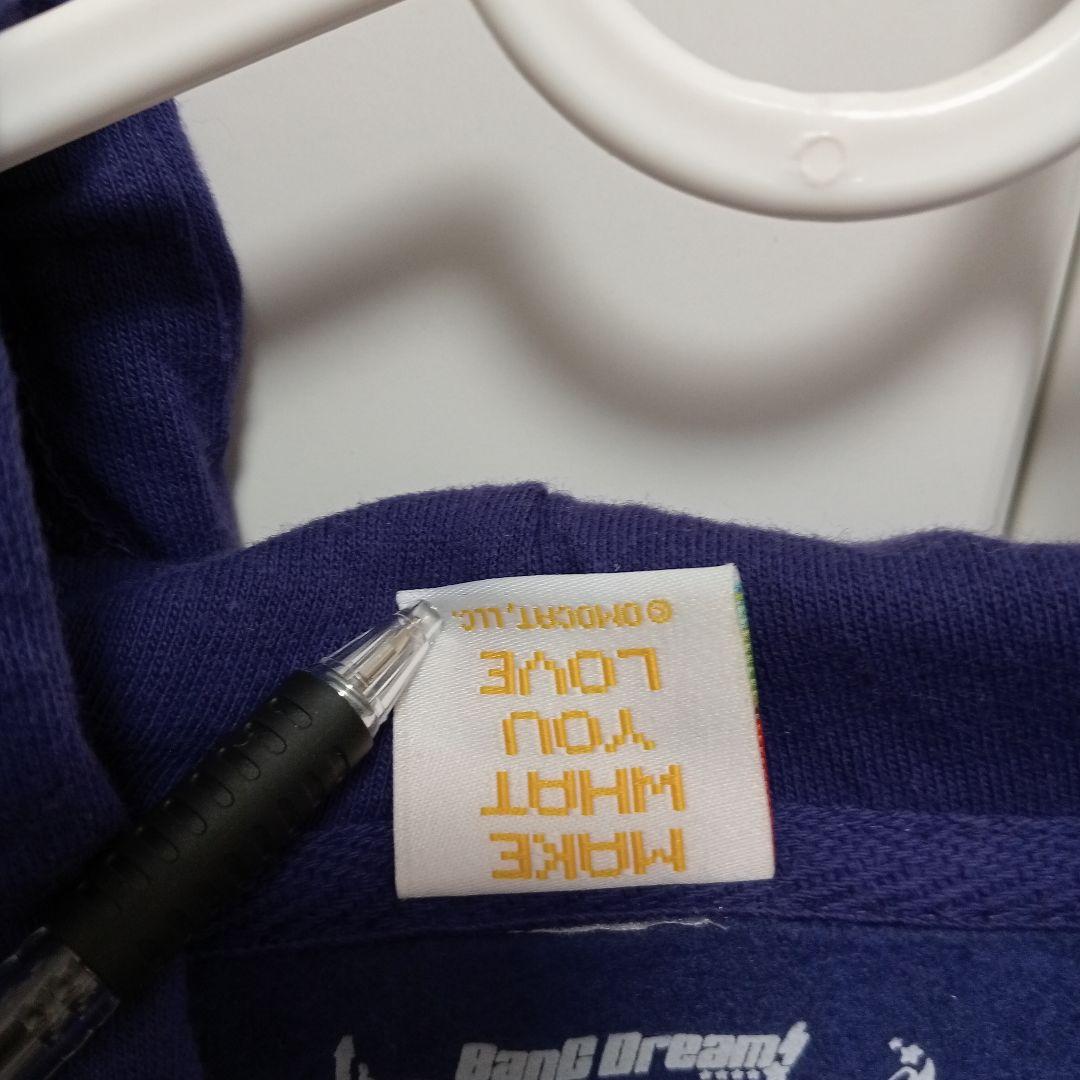 MAKE
WHAT
YOU
LOVE
© OMOCAT, LLC.
BanG Dream!